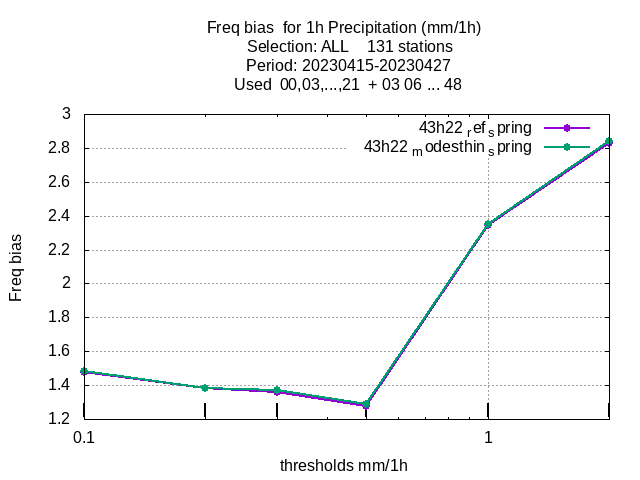 Freq bias  for 1h Precipitation (mm/1h)
Selection: ALL    131 stations
Period: 20230415-20230427
Used  00,03,...,21  + 03 06 ... 48
43h22 ref spring
43h22 modesthin spring
3
2.8
2.6
2.4
2.2
2
1.8
1.6
1.4
1.2
Freq bias
0.1 1
thresholds mm/1h